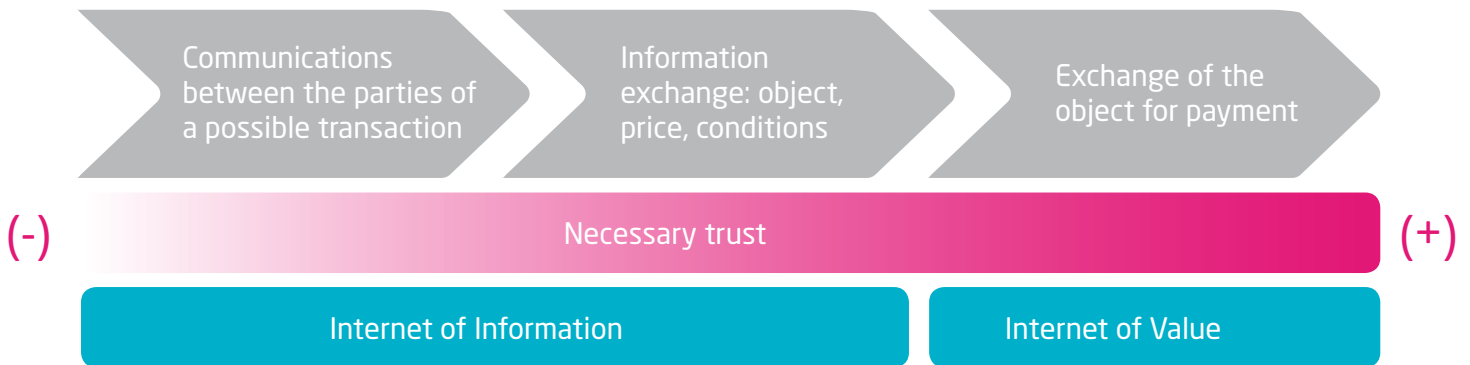 Communications
between the parties of
a possible transaction
Information
exchange: object,
price, conditions
Exchange of the
object for payment
(-)
Necessary trust
(+)
Internet of Information
Internet of Value